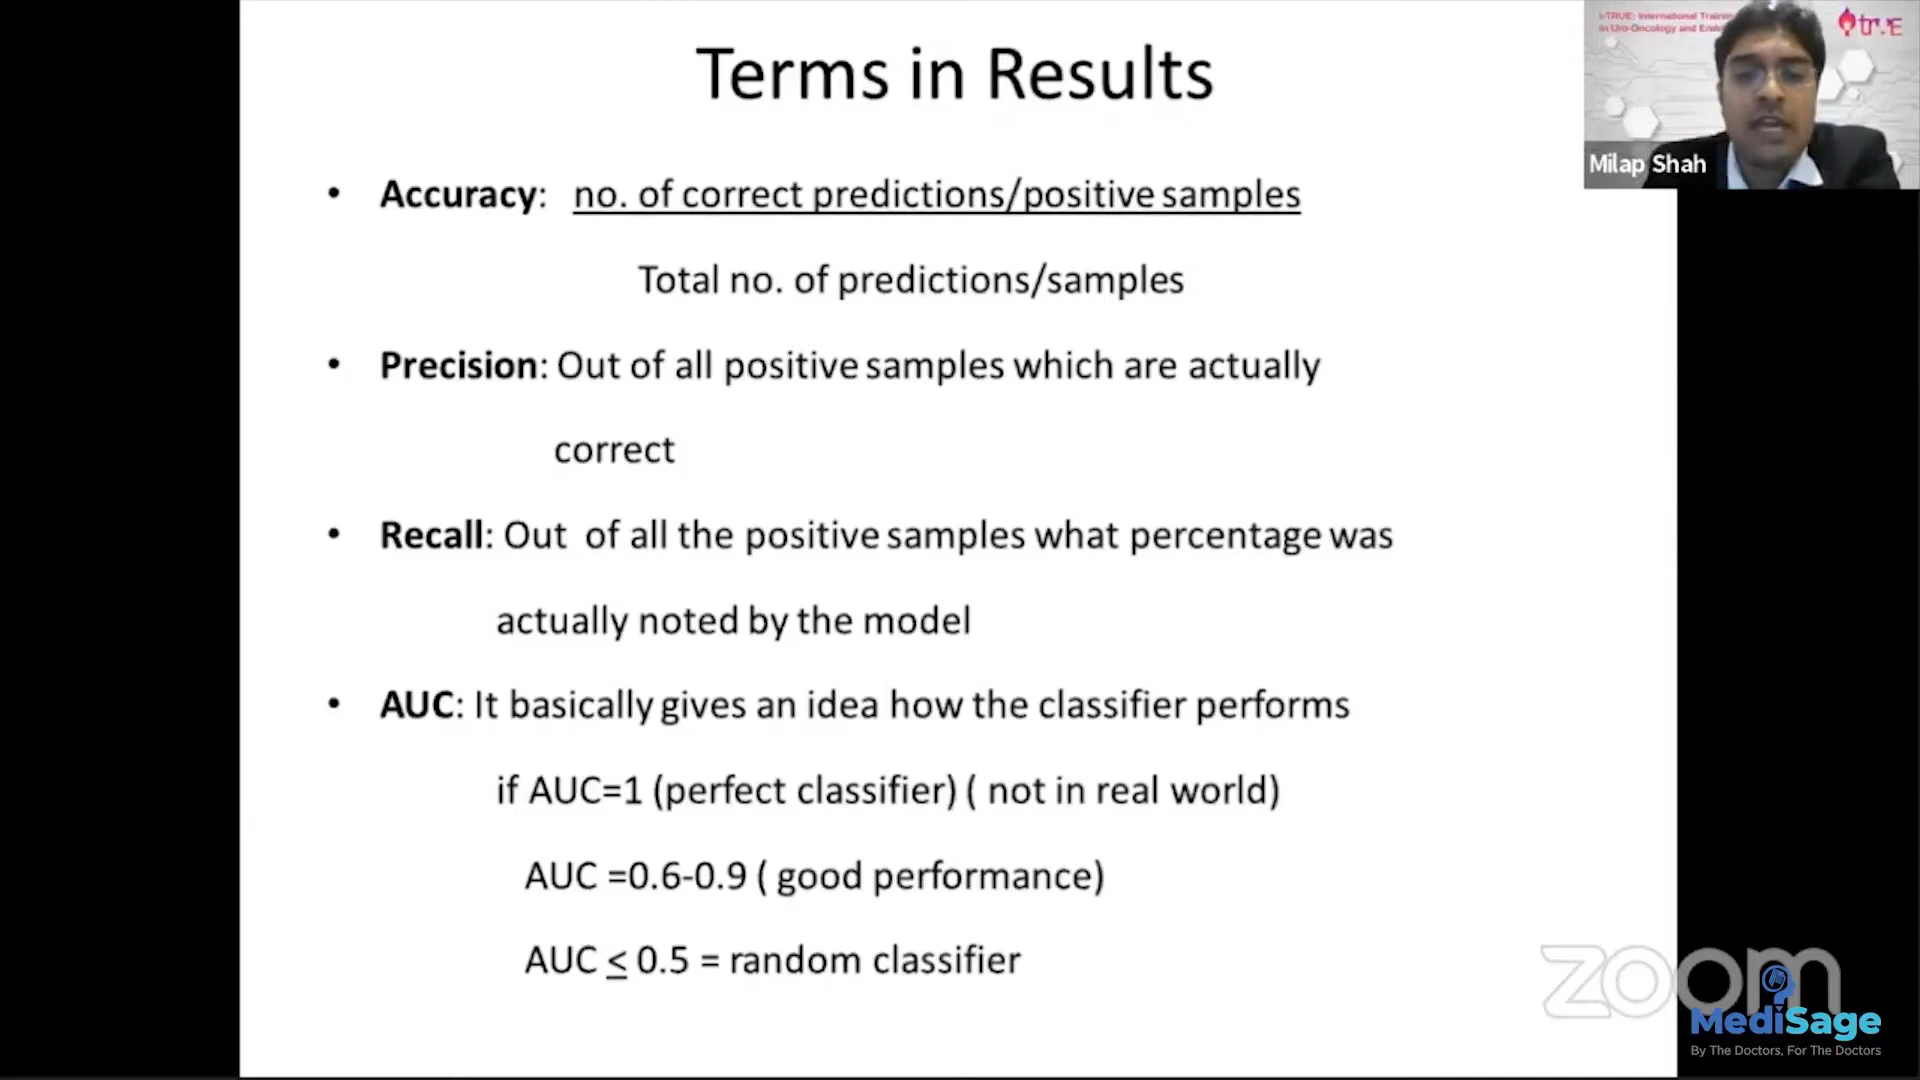 Terms in Results
• Accuracy: no. of correct predictions/positive samples
Total no. of predictions/samples
• Precision: Out of all positive samples which are actually
correct
• Recall: Out of all the positive samples what percentage was
actually noted by the model
• AUC: It basically gives an idea how the classifier performs
if AUC=1 (perfect classifier) ( not in real world)
AUC =0.6-0.9 ( good performance)
AUC ≤ 0.5 = random classifier
i-TRUE: International Training
in Uro-Oncology and
trUE
Milap Shah
zoom
MediSage
By The Doctors, For The Doctors